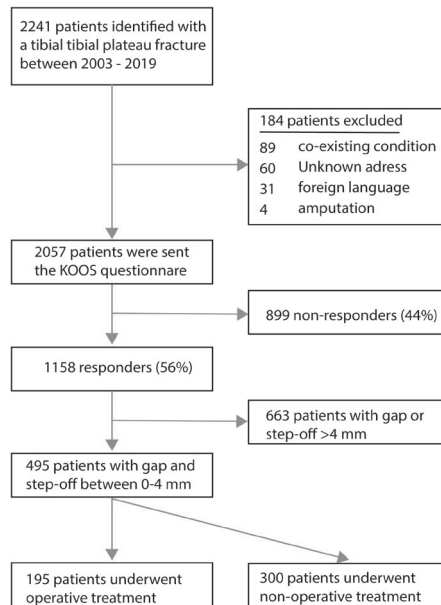 2241 patients identified with
a tibial tibial plateau fracture
between 2003 - 2019
184 patients excluded
89 co-existing condition
60 Unknown adress
31 foreign language
4 amputation
2057 patients were sent
the KOOS questionnare
899 non-responders (44%)
1158 responders (56%)
663 patients with gap or
step-off >4 mm
495 patients with gap and
step-off between 0-4 mm
195 patients underwent
operative treatment
300 patients underwent
non-operative treatment